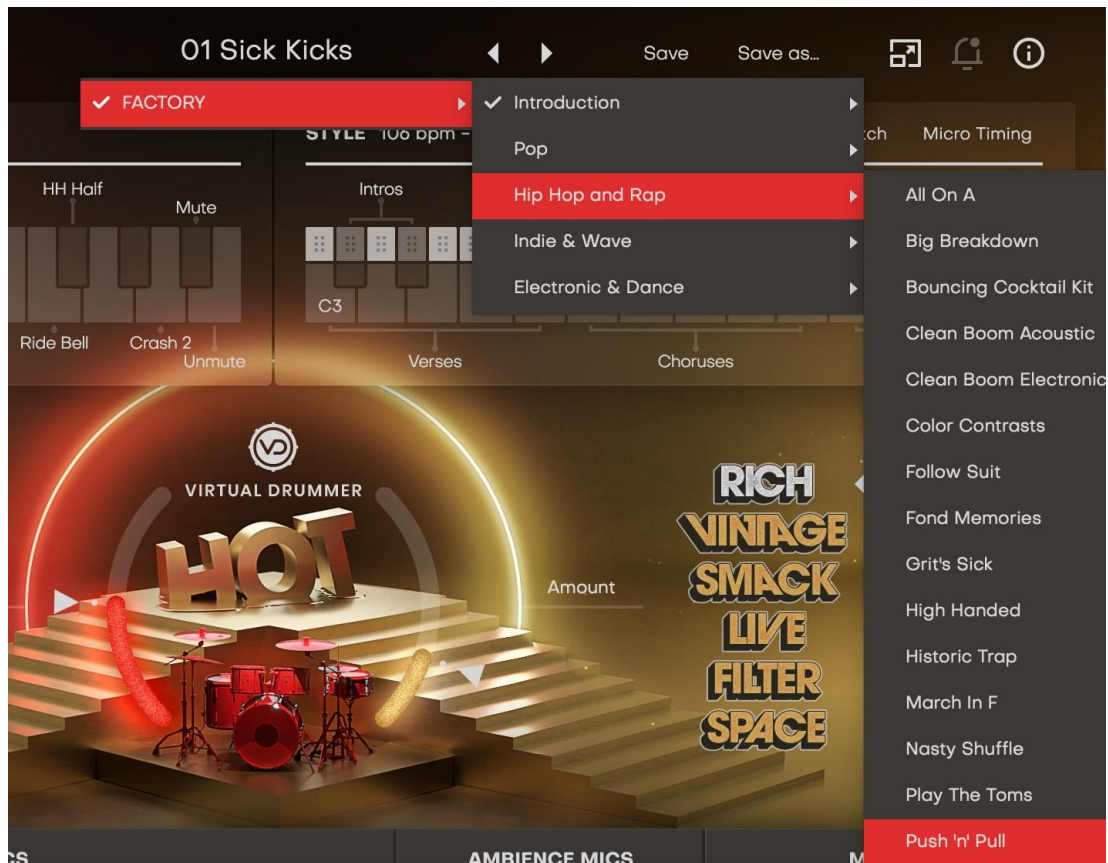 01 Sick Kicks
Save
Save as...
FACTORY
Introduction
STYLE 106 bpm -
Micro Timing
Pop
Hip Hop and Rap
Indie & Wave
Electronic & Dance
HH Half
Mute
Ride Bell
Crash 2
Unmute
Intros
C3
Verses
Choruses
All On A
Big Breakdown
Bouncing Cocktail Kit
Clean Boom Acoustic
Clean Boom Electronic
Color Contrasts
Follow Suit
Fond Memories
Grit's Sick
High Handed
Historic Trap
March In F
Nasty Shuffle
Play The Toms
Push 'n' Pull
VD
VIRTUAL DRUMMER
HOT
Amount
RICH
VINTAGE
SMACK
LIVE
FILTER
SPACE
AMBIENCE MICS